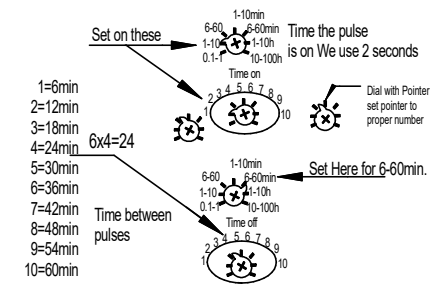 Set on these
1-10min
6-60
6-60min
1-10
1-10h
0.1-1
10-100h
Time on
1 2 3 4 5 6 7 8 9 10
Time the pulse
is on We use 2 seconds
Dial with Pointer
set pointer to
proper number
1=6min
2=12min
3=18min
4=24min
5=30min
6=36min
7=42min
8=48min
9=54min
10=60min
6x4=24
Time between
pulses
1-10min
6-60
6-60min
1-10
1-10h
0.1-1
10-100h
Time off
1 2 3 4 5 6 7 8 9 10
Set Here for 6-60min.